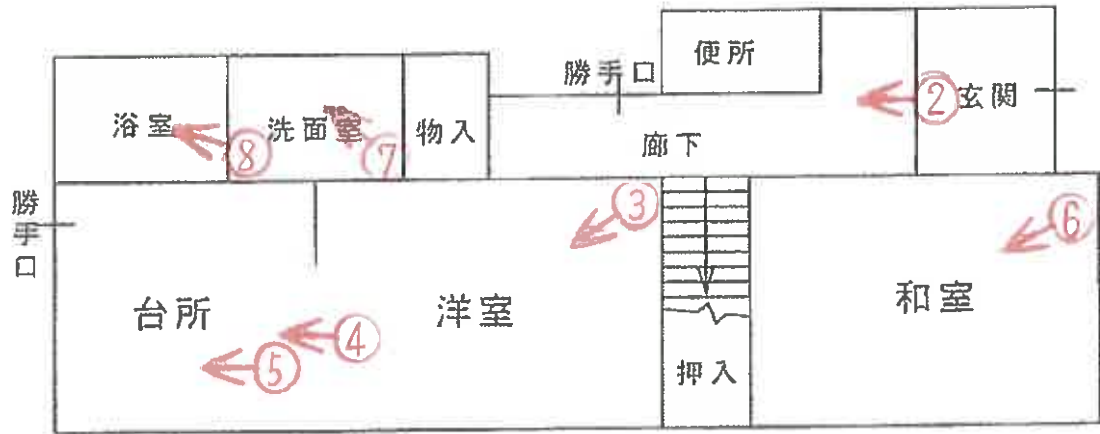 便所
勝手口
②
玄関
浴室
洗面室
物入
⑧
⑦
廊下
勝手口
③
⑥
台所
洋室
和室
④
⑤
押入